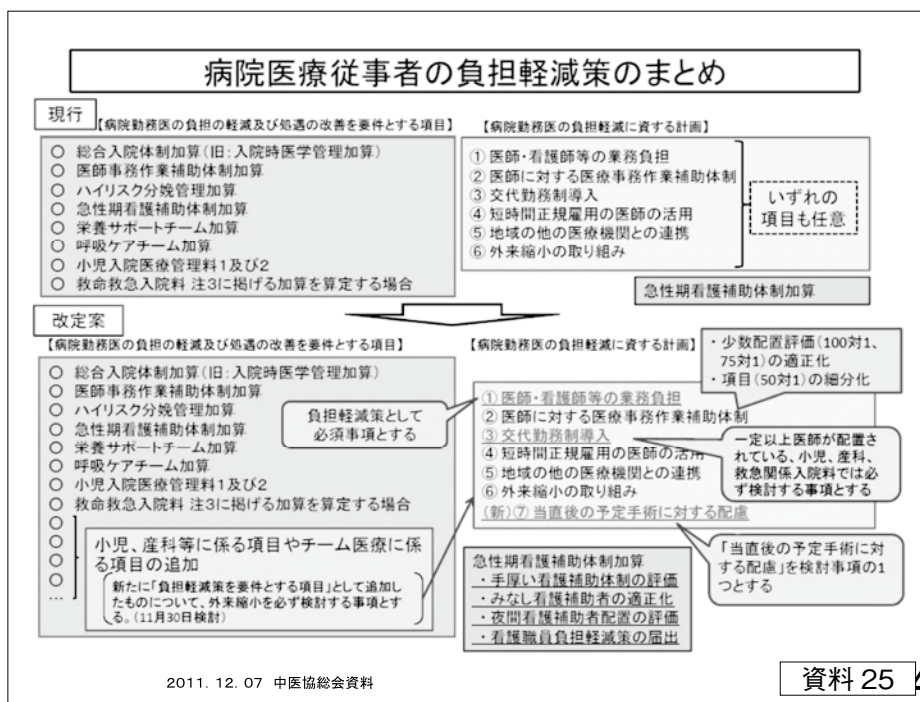 病院医療従事者の負担軽減策のまとめ
現行
【病院勤務医の負担の軽減及び処遇の改善を要件とする項目】
○ 総合入院体制加算(旧:入院時医学管理加算)
○ 医師事務作業補助体制加算
○ ハイリスク分娩管理加算
○ 急性期看護補助体制加算
○ 栄養サポートチーム加算
○ 呼吸ケアチーム加算
○ 小児入院医療管理料1及び2
○ 救命救急入院料 注3に掲げる加算を算定する場合
【病院勤務医の負担軽減に資する計画】
① 医師・看護師等の業務負担
② 医師に対する医療事務作業補助体制
③ 交代勤務制導入
④ 短時間正規雇用の医師の活用
⑤ 地域の他の医療機関との連携
⑥ 外来縮小の取り組み
いずれの
項目も任意
急性期看護補助体制加算
改定案
【病院勤務医の負担の軽減及び処遇の改善を要件とする項目】
○ 総合入院体制加算(旧:入院時医学管理加算)
○ 医師事務作業補助体制加算
○ ハイリスク分娩管理加算
○ 急性期看護補助体制加算
○ 栄養サポートチーム加算
○ 呼吸ケアチーム加算
○ 小児入院医療管理料1及び2
○ 救命救急入院料 注3に掲げる加算を算定する場合
○
○
○
○
…
小児、産科等に係る項目やチーム医療に係
る項目の追加
新たに「負担軽減策を要件とする項目」として追加し
たものについて、外来縮小を必ず検討する事項とす
る。(11月30日検討)
負担軽減策として
必須事項とする
【病院勤務医の負担軽減に資する計画】
・少数配置評価(100対1、
75対1)の適正化
・項目(50対1)の細分化
① 医師・看護師等の業務負担
② 医師に対する医療事務作業補助体制
③ 交代勤務制導入
④ 短時間正規雇用の医師の活用
⑤ 地域の他の医療機関との連携
⑥ 外来縮小の取り組み
(新)⑦ 当直後の予定手術に対する配慮
一定以上医師が配置さ
れている、小児、産科、
救急関係入院料では必
ず検討する事項とする
「当直後の予定手術に対
する配慮」を検討事項の1
つとする
急性期看護補助体制加算
・手厚い看護補助体制の評価
・みなし看護補助者の適正化
・夜間看護補助者配置の評価
・看護職員負担軽減策の届出
2011. 12. 07 中医協総会資料
資料 25